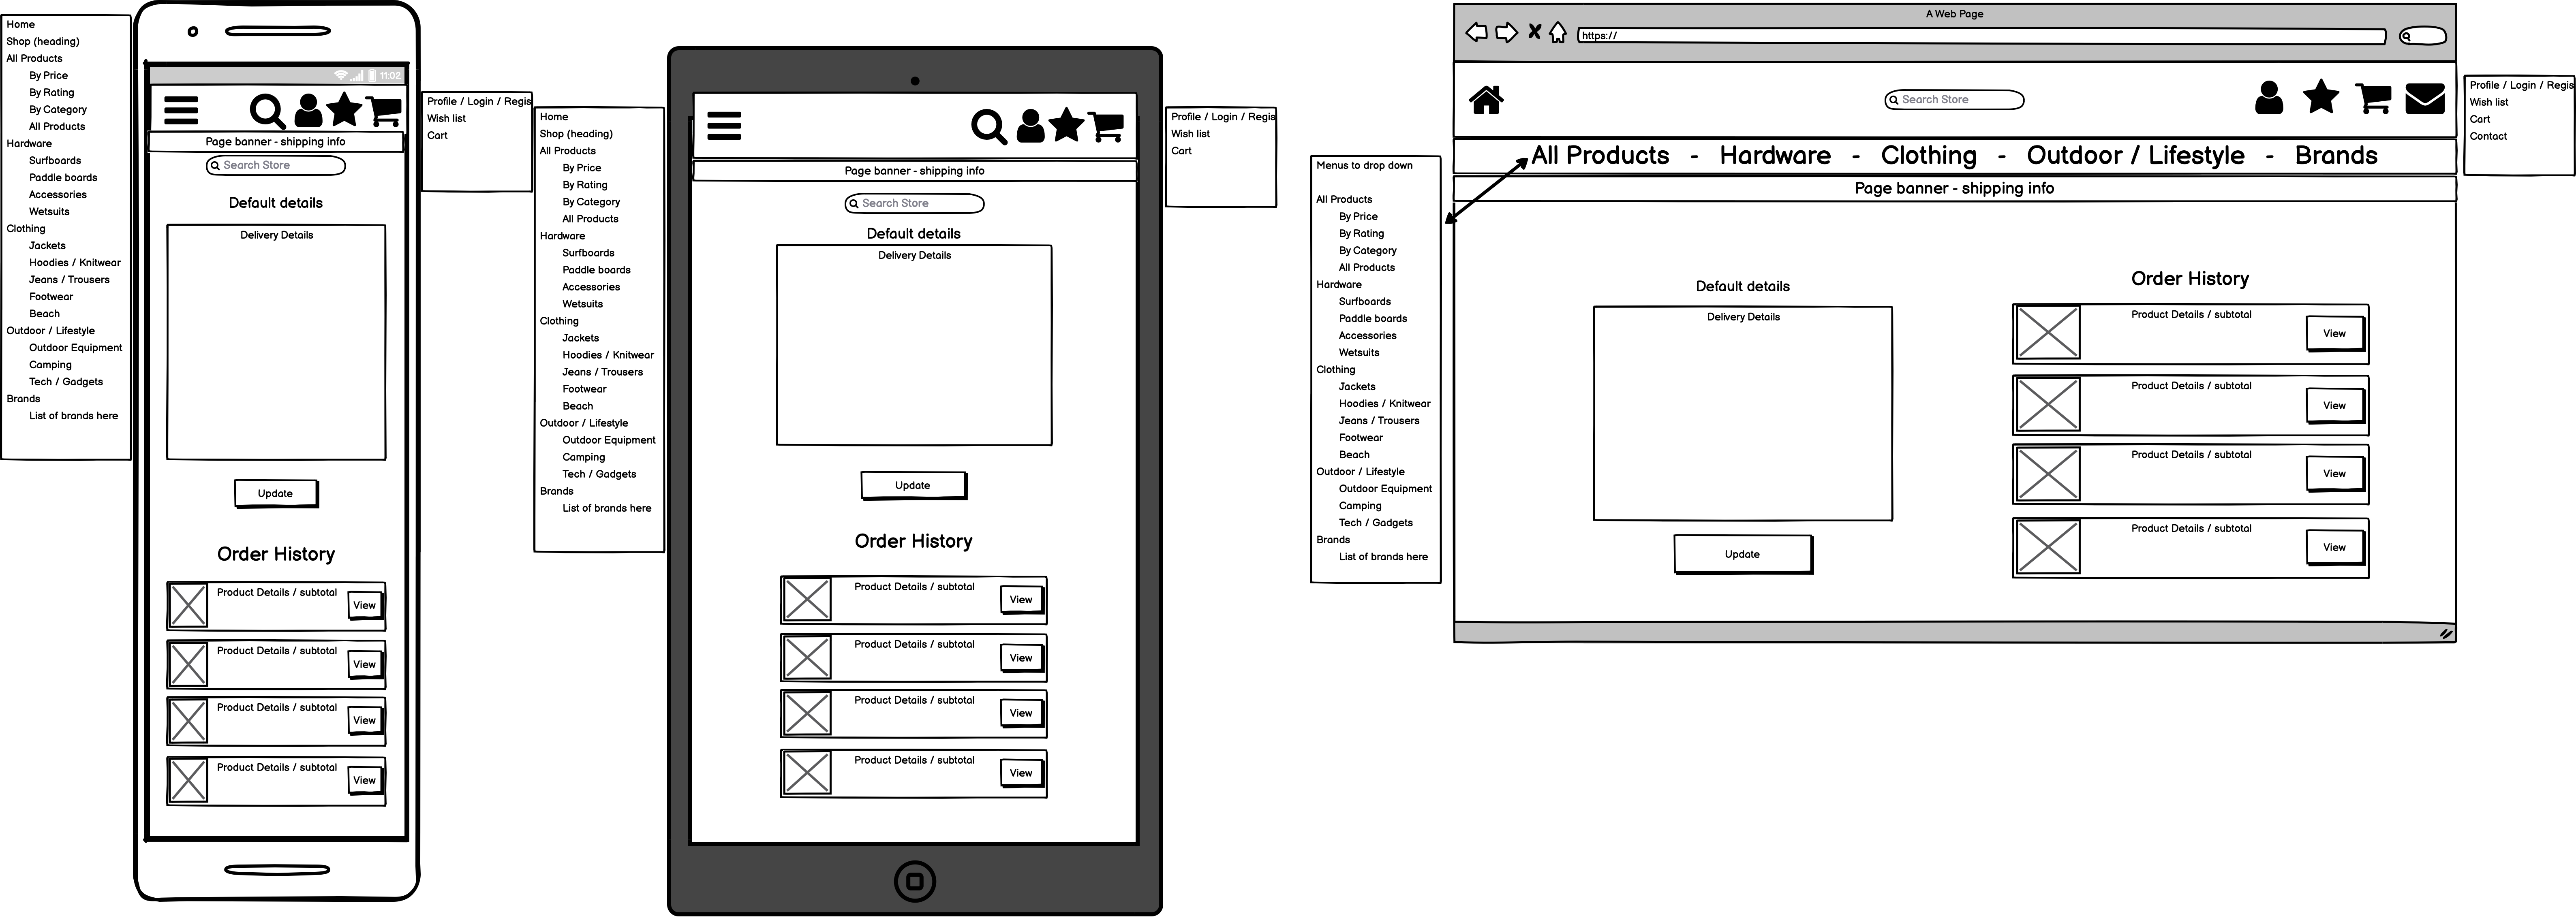 Home
Shop (heading)
All Products
By Price
By Rating
By Category
All Products
Hardware
Surfboards
Paddle boards
Accessories
Wetsuits
Clothing
Jackets
Hoodies / Knitwear
Jeans / Trousers
Footwear
Beach
Outdoor / Lifestyle
Outdoor Equipment
Camping
Tech / Gadgets
Brands
List of brands here
11:02
Page banner - shipping info
Search Store
Default details
Delivery Details
Update
Order History
Product Details / subtotal
View
Product Details / subtotal
View
Product Details / subtotal
View
Product Details / subtotal
View
Profile / Login / Regis
Wish list
Cart
Home
Shop (heading)
All Products
By Price
By Rating
By Category
All Products
Hardware
Surfboards
Paddle boards
Accessories
Wetsuits
Clothing
Jackets
Hoodies / Knitwear
Jeans / Trousers
Footwear
Beach
Outdoor / Lifestyle
Outdoor Equipment
Camping
Tech / Gadgets
Brands
List of brands here
Page banner - shipping info
Search Store
Default details
Delivery Details
Update
Order History
Product Details / subtotal
View
Product Details / subtotal
View
Product Details / subtotal
View
Product Details / subtotal
View
Profile / Login / Regis
Wish list
Cart
Menus to drop down
All Products
By Price
By Rating
By Category
All Products
Hardware
Surfboards
Paddle boards
Accessories
Wetsuits
Clothing
Jackets
Hoodies / Knitwear
Jeans / Trousers
Footwear
Beach
Outdoor / Lifestyle
Outdoor Equipment
Camping
Tech / Gadgets
Brands
List of brands here
A Web Page
https://
Search Store
All Products - Hardware - Clothing - Outdoor / Lifestyle - Brands
Page banner - shipping info
Default details
Delivery Details
Update
Order History
Product Details / subtotal
View
Product Details / subtotal
View
Product Details / subtotal
View
Product Details / subtotal
View
Profile / Login / Regis
Wish list
Cart
Contact